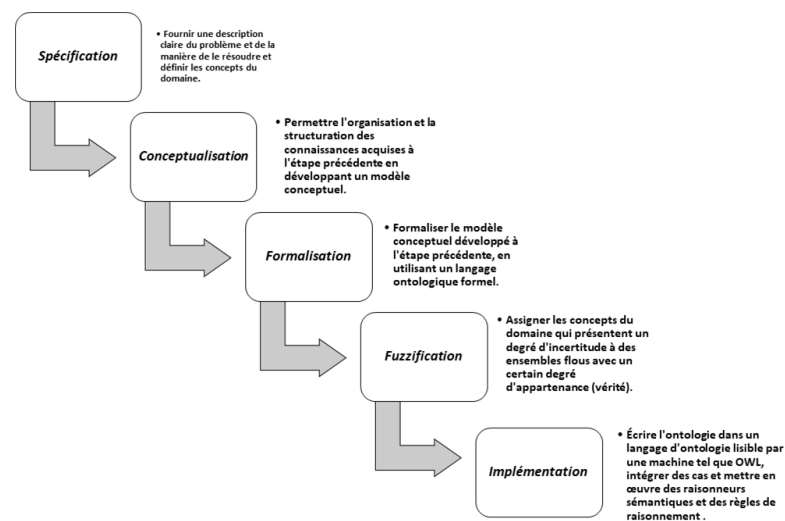 Spécification
• Fournir une description
claire du problème et de la
manière de le résoudre et
définir les concepts du
domaine.
Conceptualisation
• Permettre l'organisation et la
structuration des
connaissances acquises à
l'étape précédente en
développant un modèle
conceptuel.
Formalisation
• Formaliser le modèle
conceptuel développé à
l'étape précédente, en
utilisant un langage
ontologique formel.
Fuzzification
• Assigner les concepts du
domaine qui présentent un
degré d'incertitude à des
ensembles flous avec un
certain degré
d'appartenance (vérité).
Implémentation
• Écrire l'ontologie dans un
langage d'ontologie lisible par
une machine tel que OWL,
intégrer des cas et mettre en
œuvre des raisonneurs
sémantiques et des règles de
raisonnement .